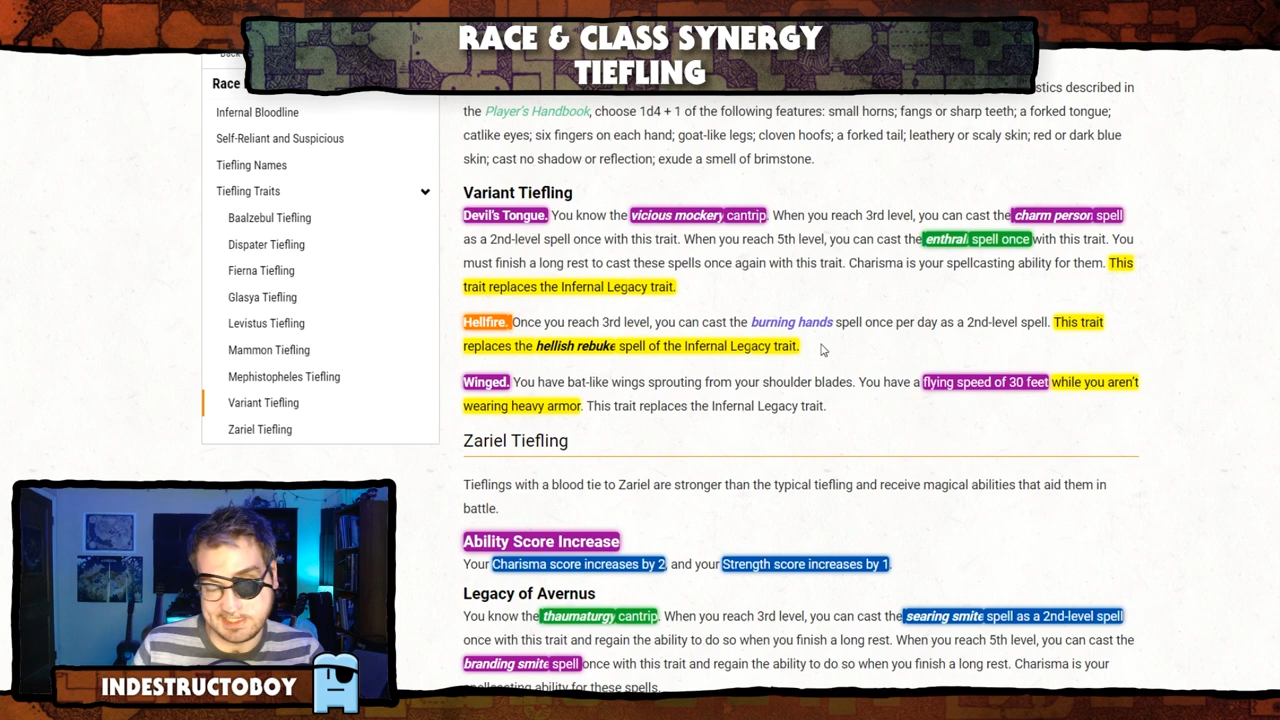 RACE & CLASS SYNERGY
TIEFLING
Race
Infernal Bloodline
Self-Reliant and Suspicious
Tiefling Names
Tiefling Traits
Baalzebul Tiefling
Dispater Tiefling
Fierna Tiefling
Glasya Tiefling
Levistus Tiefling
Mammon Tiefling
Mephistopheles Tiefling
Variant Tiefling
Zariel Tiefling
described in
the Player's Handbook, choose 1d4 + 1 of the following features: small horns; fangs or sharp teeth; a forked tongue;
catlike eyes; six fingers on each hand; goat-like legs; cloven hoofs; a forked tail; leathery or scaly skin; red or dark blue
skin; cast no shadow or reflection; exude a smell of brimstone.
Variant Tiefling
Devil's Tongue. You know the vicious mockery cantrip. When you reach 3rd level, you can cast the charm person spell
as a 2nd-level spell once with this trait. When you reach 5th level, you can cast the enthrall spell once with this trait. You
must finish a long rest to cast these spells once again with this trait. Charisma is your spellcasting ability for them. This
trait replaces the Infernal Legacy trait.
Hellfire. Once you reach 3rd level, you can cast the burning hands spell once per day as a 2nd-level spell. This trait
replaces the hellish rebuke spell of the Infernal Legacy trait.
Winged. You have bat-like wings sprouting from your shoulder blades. You have a flying speed of 30 feet while you aren't
wearing heavy armor. This trait replaces the Infernal Legacy trait.
Zariel Tiefling
Tieflings with a blood tie to Zariel are stronger than the typical tiefling and receive magical abilities that aid them in
battle.
Ability Score Increase
Your Charisma score increases by 2, and your Strength score increases by 1.
Legacy of Avernus
You know the thaumaturgy cantrip. When you reach 3rd level, you can cast the searing smite spell as a 2nd-level spell
once with this trait and regain the ability to do so when you finish a long rest. When you reach 5th level, you can cast the
branding smite spell once with this trait and regain the ability to do so when you finish a long rest. Charisma is your
spellcasting ability for these spells.
INDESTRUCTOBOY